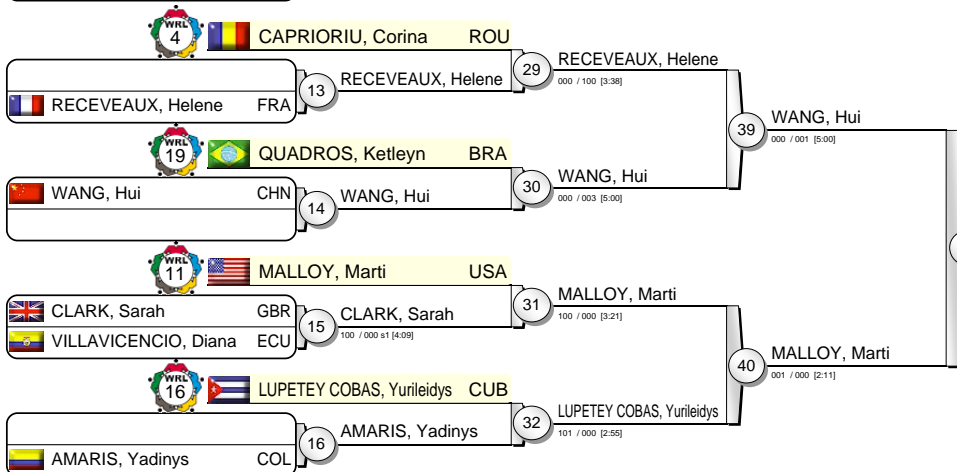 WRL
4
CAPRIORIU, Corina ROU
29
RECEVEAUX, Helene
000 / 100 [3:38]
13
RECEVEAUX, Helene
RECEVEAUX, Helene FRA
39
WANG, Hui
000 / 001 [5:00]
WRL
19
QUADROS, Ketleyn BRA
30
WANG, Hui
000 / 003 [5:00]
WANG, Hui CHN
14
WANG, Hui
WRL
11
MALLOY, Marti USA
31
MALLOY, Marti
100 / 000 [3:21]
CLARK, Sarah GBR
15
CLARK, Sarah
100 / 000 s1 [4:09]
VILLAVICENCIO, Diana ECU
40
MALLOY, Marti
001 / 000 [2:11]
WRL
16
LUPETEY COBAS, Yurileidys CUB
32
LUPETEY COBAS, Yurileidys
101 / 000 [2:55]
16
AMARIS, Yadinys
AMARIS, Yadinys COL